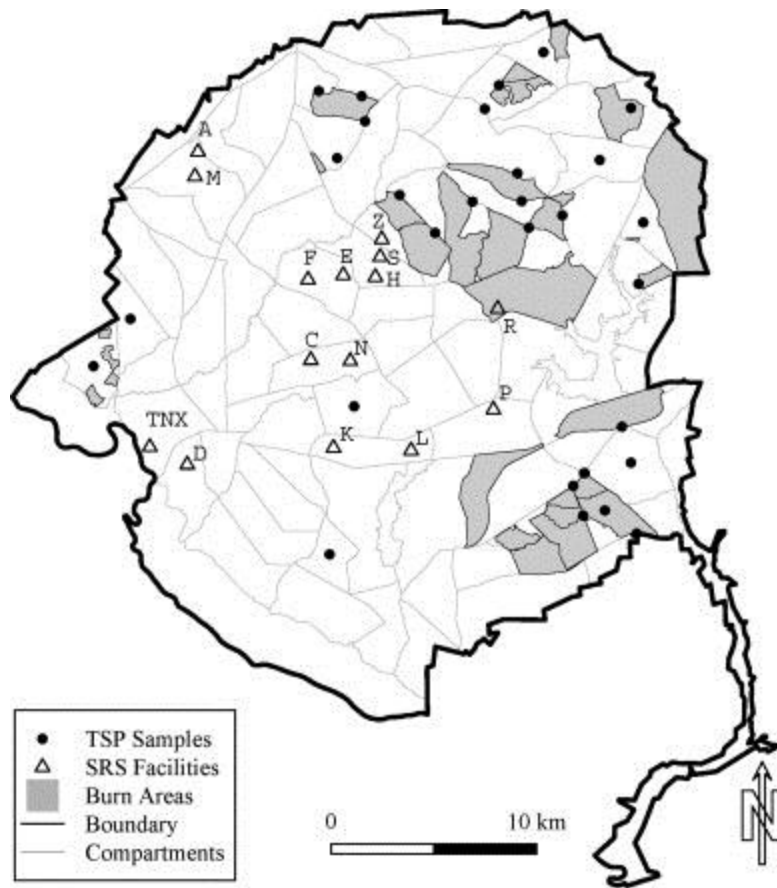 A
M
Z
S
F
E
H
R
C
N
P
TNX
K
L
D
TSP Samples
SRS Facilities
Burn Areas
Boundary
Compartments
0
10 km
N